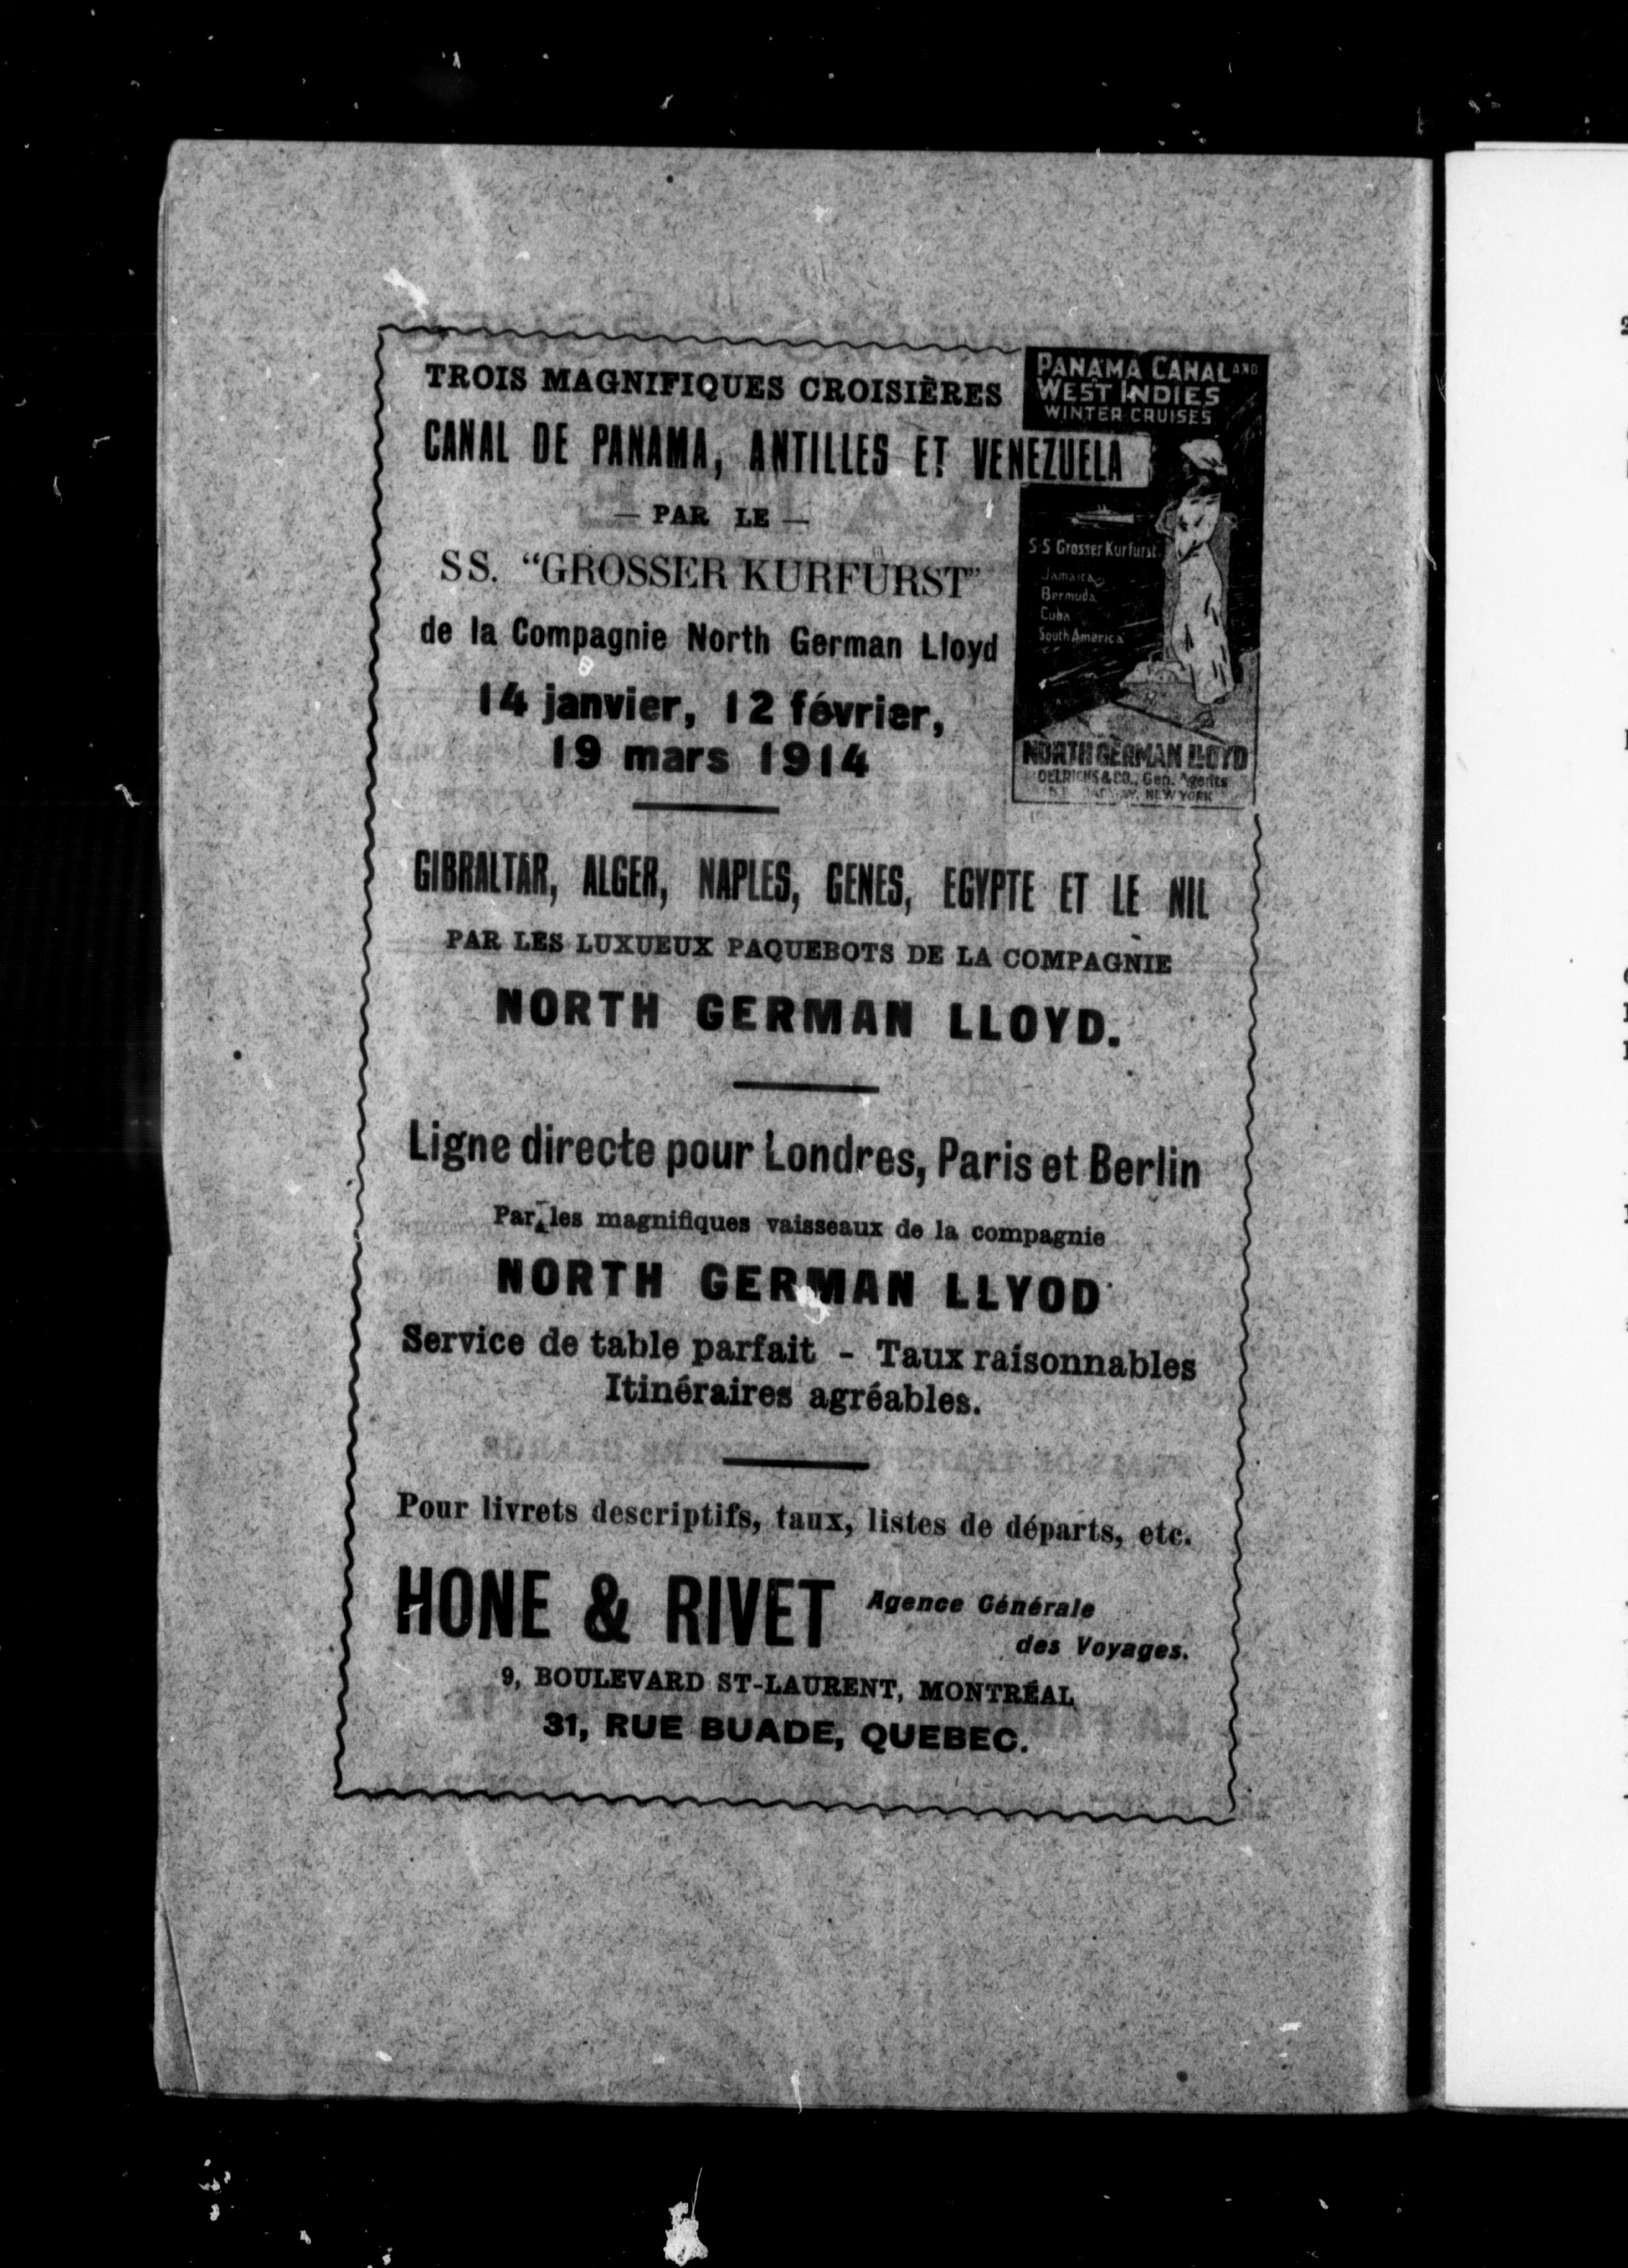 TROIS MAGNIFIQUES CROISIÈRES
CANAL DE PANAMA, ANTILLES ET VENEZUELA
— PAR LE —
SS. "GROSSER KURFÜRST"
de la Compagnie North German Lloyd
14 janvier, 12 février,
19 mars 1914
PANAMA CANAL AND
WEST INDIES
WINTER CRUISES
S-S Grosser Kurfurst
Jamaica
Bermuda
Cuba
South America
NORTH GERMAN LLOYD
OELRICHS & CO., Gen. Agents
NEW YORK
GIBRALTAR, ALGER, NAPLES, GENES, EGYPTE ET LE NIL
PAR LES LUXUEUX PAQUEBOTS DE LA COMPAGNIE
NORTH GERMAN LLOYD.
Ligne directe pour Londres, Paris et Berlin
Par les magnifiques vaisseaux de la compagnie
NORTH GERMAN LLYOD
Service de table parfait - Taux raisonnables
Itinéraires agréables.
Pour livrets descriptifs, taux, listes de départs, etc.
HONE & RIVET Agence Générale
des Voyages.
9, BOULEVARD ST-LAURENT, MONTRÉAL
31, RUE BUADE, QUEBEC.